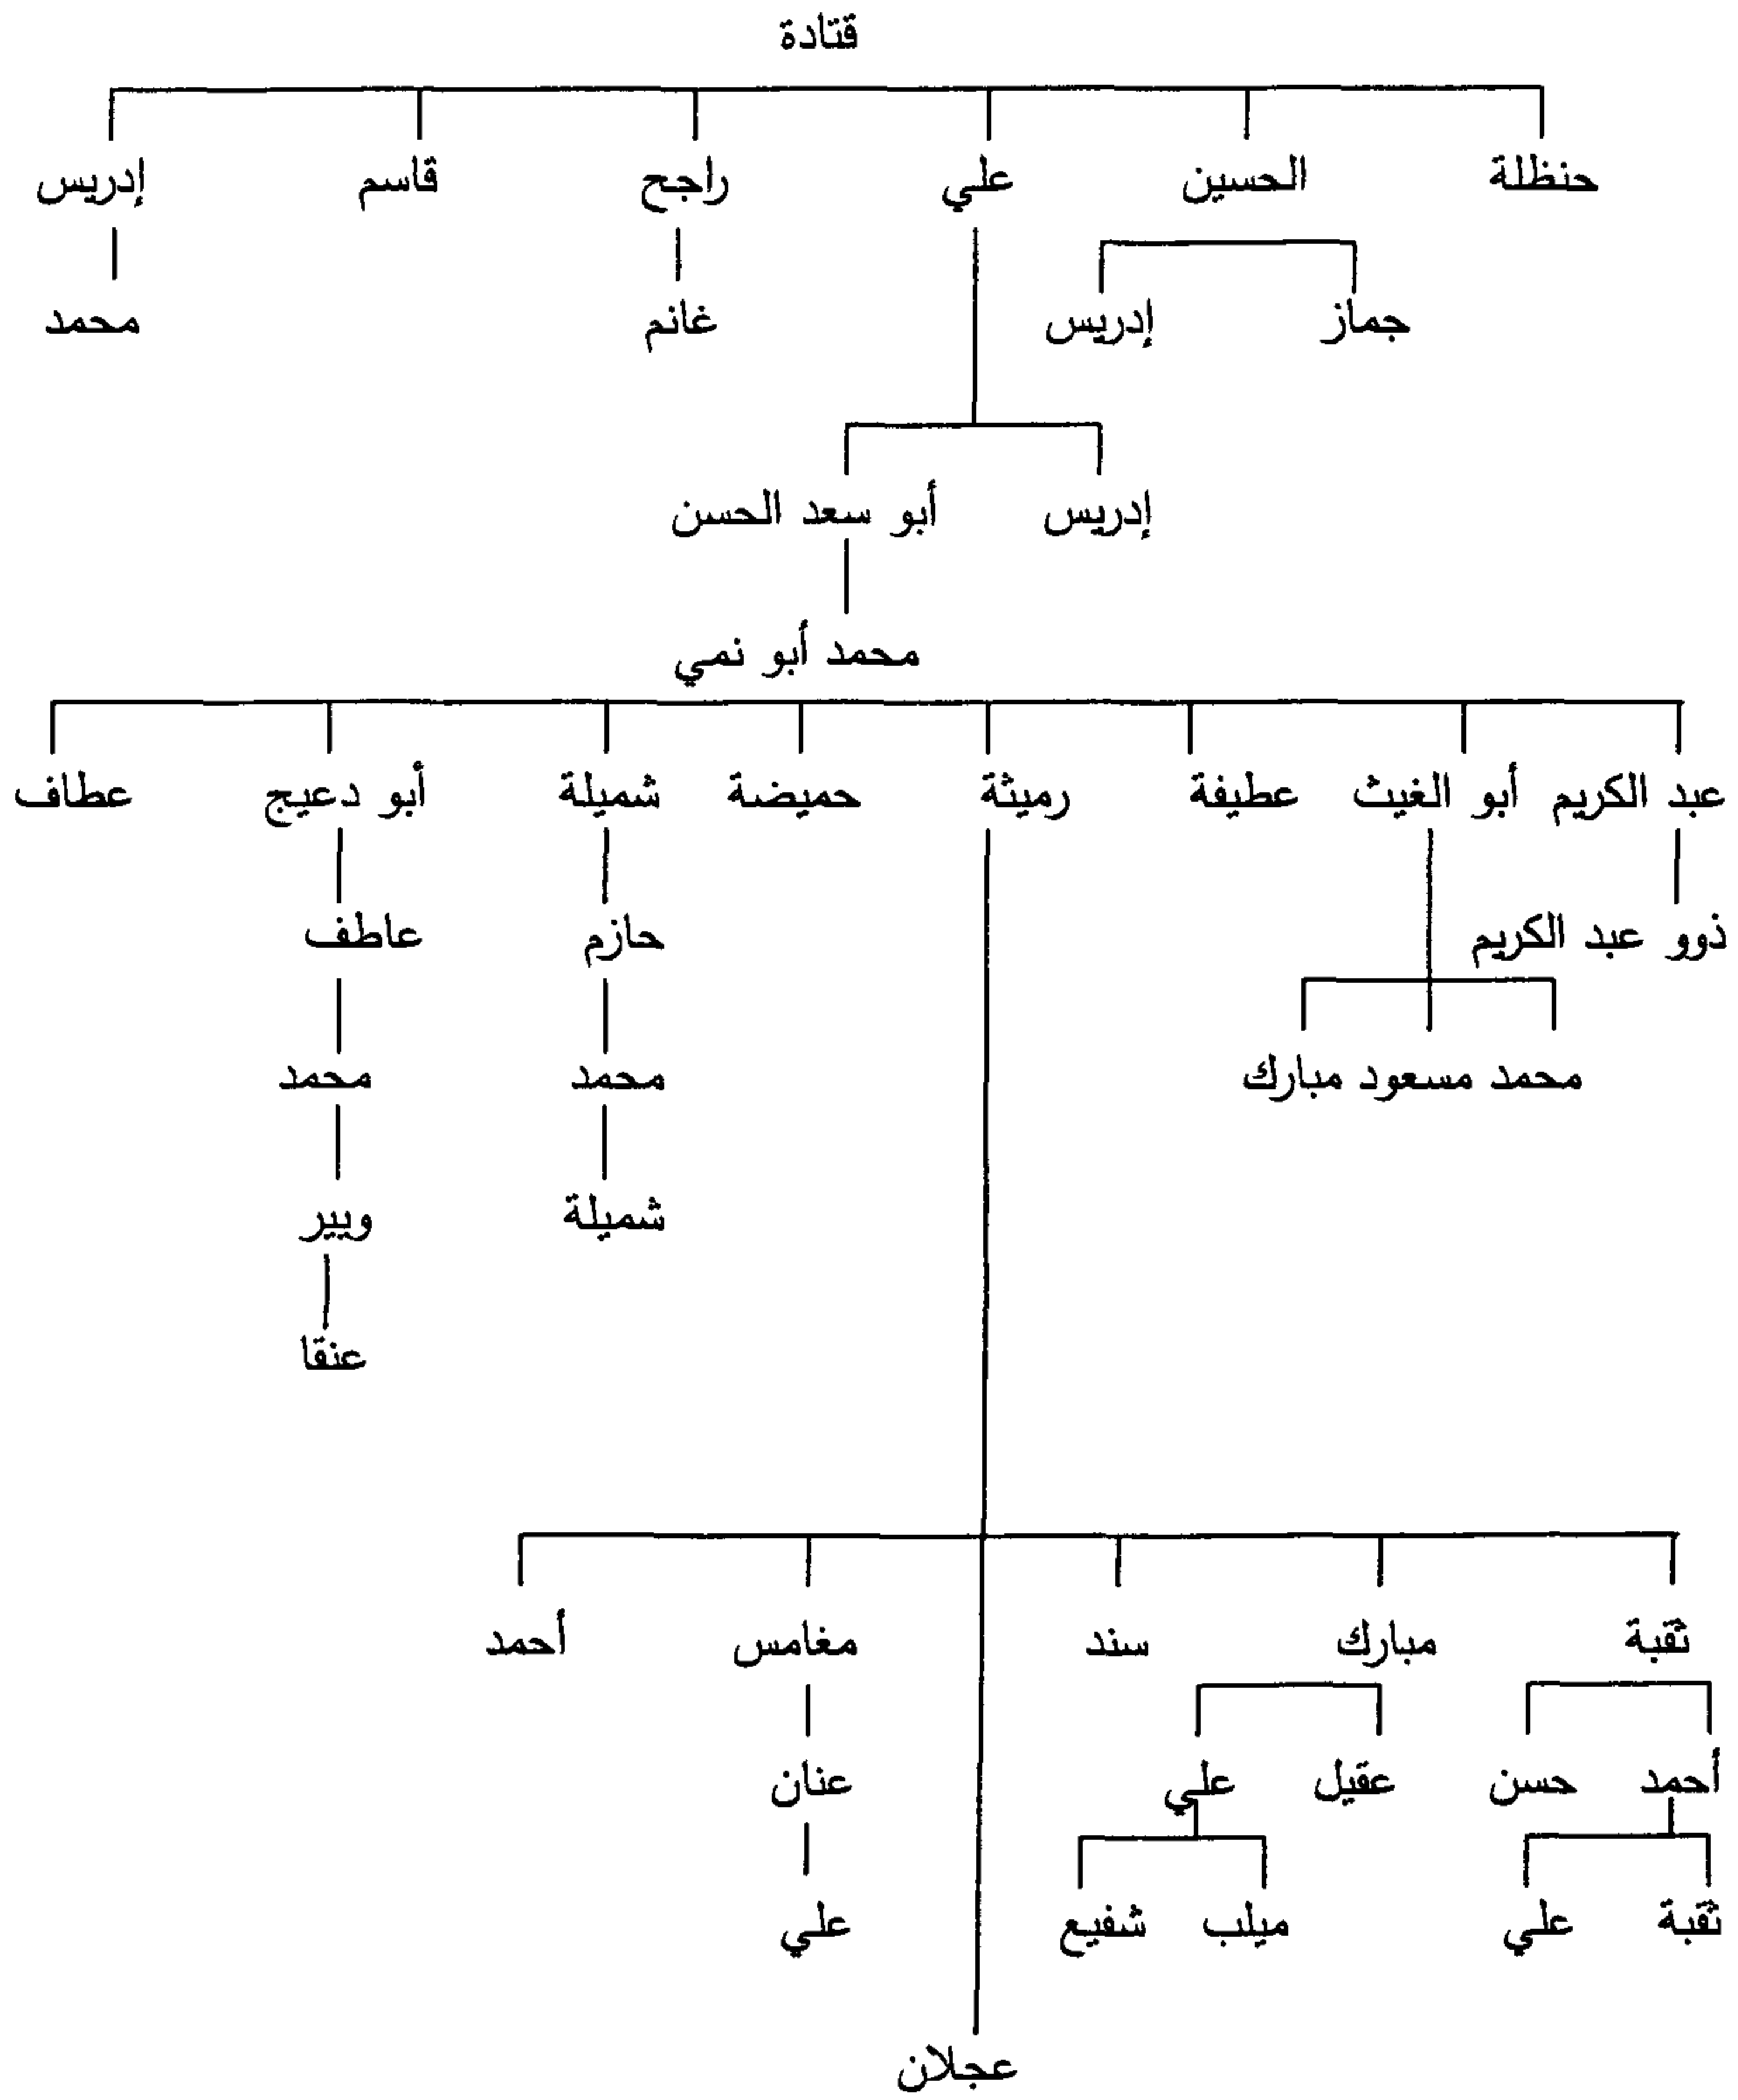 قتادة
حنظلة الحسين علي راجح قاسم إدريس
جماز إدريس غانم محمد
إدريس أبو سعد الحسن
محمد أبو نمي
عبد الكريم أبو الغيث عطيفة رميثة حميضة شميلة أبو دعيج عطاف
ذوو عبد الكريم حازم عاطف
محمد مسعود مبارك محمد محمد
شميلة ويير
عنقا
ثقبة مبارك سند مغامس أحمد
أحمد حسن عقيل علي عنان
ثقبة علي ميلب شفيع علي
عجلان